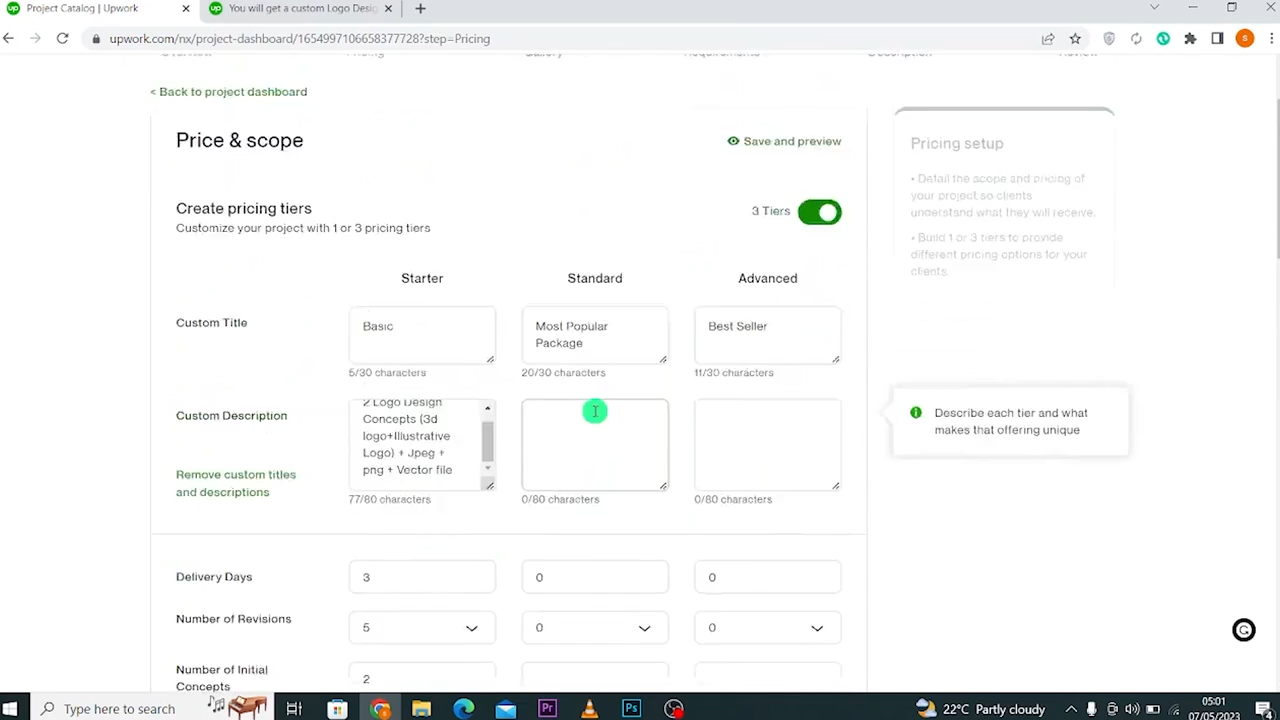 Project Catalog | Upwork
You will get a custom Logo Desig
upwork.com/nx/project-dashboard/1654997106658377728?step=Pricing
< Back to project dashboard
Price & scope
Save and preview
Create pricing tiers
Customize your project with 1 or 3 pricing tiers
3 Tiers
Starter
Standard
Advanced
Custom Title
Basic
Most Popular
Package
Best Seller
5/30 characters
20/30 characters
11/30 characters
Custom Description
2 Logo Design
Concepts (3d
logo+Illustrative
Logo) + Jpeg +
png + Vector file
Remove custom titles
and descriptions
77/80 characters
0/80 characters
0/80 characters
Delivery Days
3
0
0
Number of Revisions
5
0
0
Number of Initial
Concepts
2
Pricing setup
• Detail the scope and pricing of
your project so clients
understand what they will receive.
• Build 1 or 3 tiers to provide
different pricing options for your
clients.
Describe each tier and what
makes that offering unique
Type here to search
22°C Partly cloudy
05:01
07/05/2023